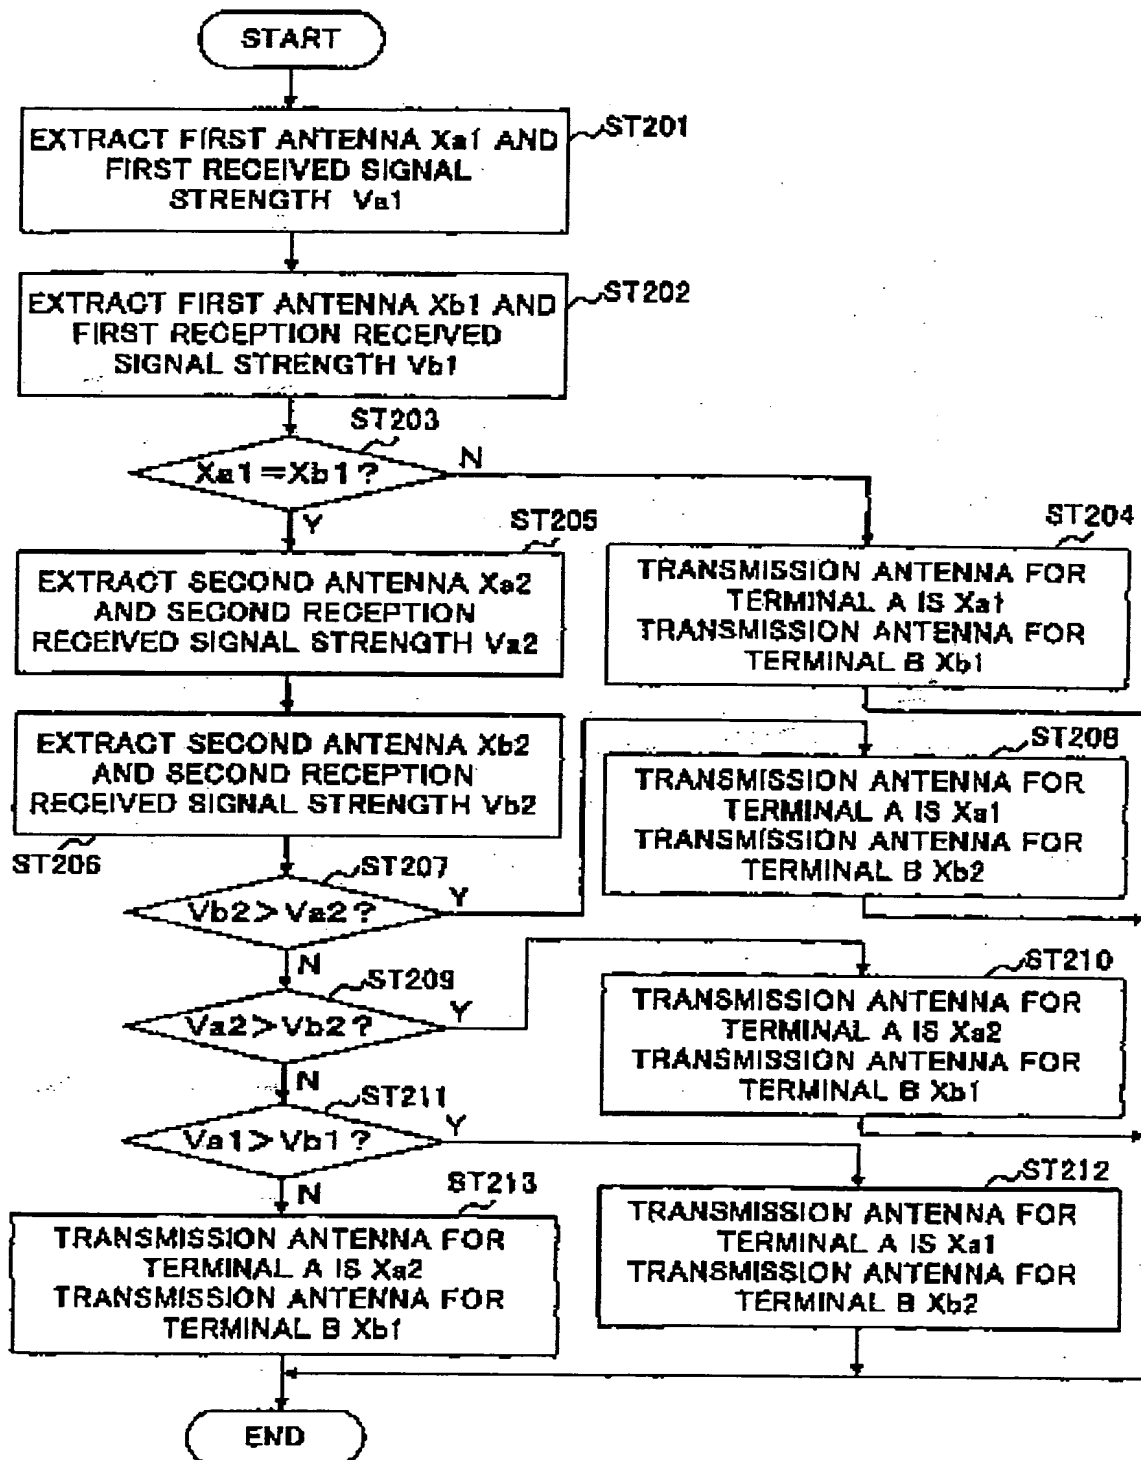 START
EXTRACT FIRST ANTENNA Xa1 AND
FIRST RECEIVED SIGNAL
STRENGTH Va1
ST201
EXTRACT FIRST ANTENNA Xb1 AND
FIRST RECEPTION RECEIVED
SIGNAL STRENGTH Vb1
ST202
ST203
Xa1=Xb1?
N
Y
ST204
TRANSMISSION ANTENNA FOR
TERMINAL A IS Xa1
TRANSMISSION ANTENNA FOR
TERMINAL B Xb1
ST205
EXTRACT SECOND ANTENNA Xa2
AND SECOND RECEPTION
RECEIVED SIGNAL STRENGTH Va2
EXTRACT SECOND ANTENNA Xb2
AND SECOND RECEPTION
RECEIVED SIGNAL STRENGTH Vb2
ST206
ST207
Vb2>Va2?
Y
N
ST208
TRANSMISSION ANTENNA FOR
TERMINAL A IS Xa1
TRANSMISSION ANTENNA FOR
TERMINAL B Xb2
ST209
Va2>Vb2?
Y
N
ST210
TRANSMISSION ANTENNA FOR
TERMINAL A IS Xa2
TRANSMISSION ANTENNA FOR
TERMINAL B Xb1
ST211
Va1>Vb1?
Y
N
ST212
TRANSMISSION ANTENNA FOR
TERMINAL A IS Xa1
TRANSMISSION ANTENNA FOR
TERMINAL B Xb2
ST213
TRANSMISSION ANTENNA FOR
TERMINAL A IS Xa2
TRANSMISSION ANTENNA FOR
TERMINAL B Xb1
END